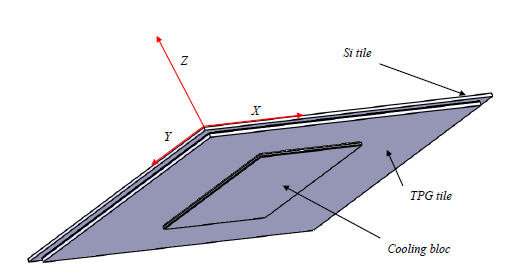 Si tile
Z
X
Y
TPG tile
Cooling bloc